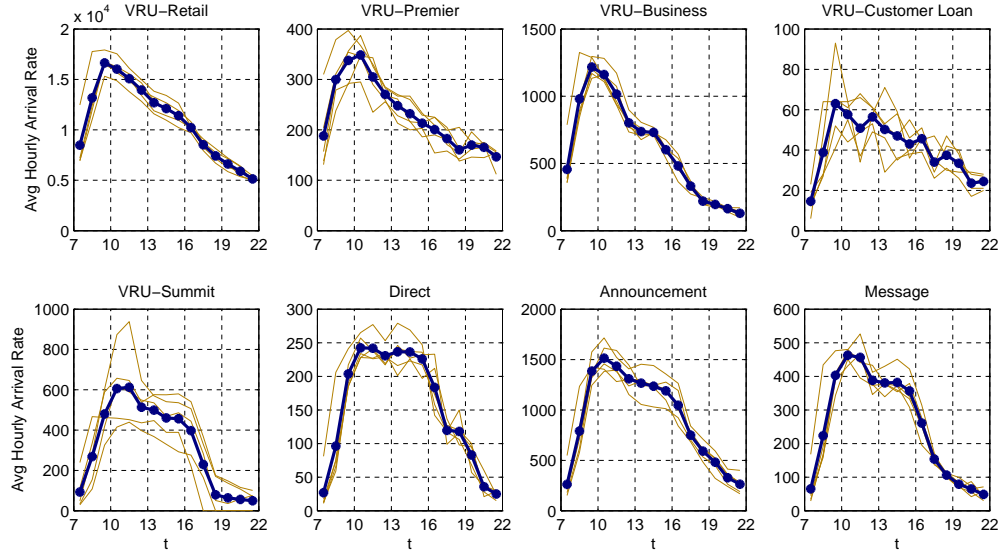 VRU−Retail
x 10^4
Avg Hourly Arrival Rate
2
1.5
1
0.5
0
7 10 13 16 19 22
VRU−Premier
400
300
200
100
0
7 10 13 16 19 22
VRU−Business
1500
1000
500
0
7 10 13 16 19 22
VRU−Customer Loan
100
80
60
40
20
0
7 10 13 16 19 22
VRU−Summit
Avg Hourly Arrival Rate
1000
800
600
400
200
0
7 10 13 16 19 22
t
Direct
300
250
200
150
100
50
0
7 10 13 16 19 22
t
Announcement
2000
1500
1000
500
0
7 10 13 16 19 22
t
Message
600
500
400
300
200
100
0
7 10 13 16 19 22
t